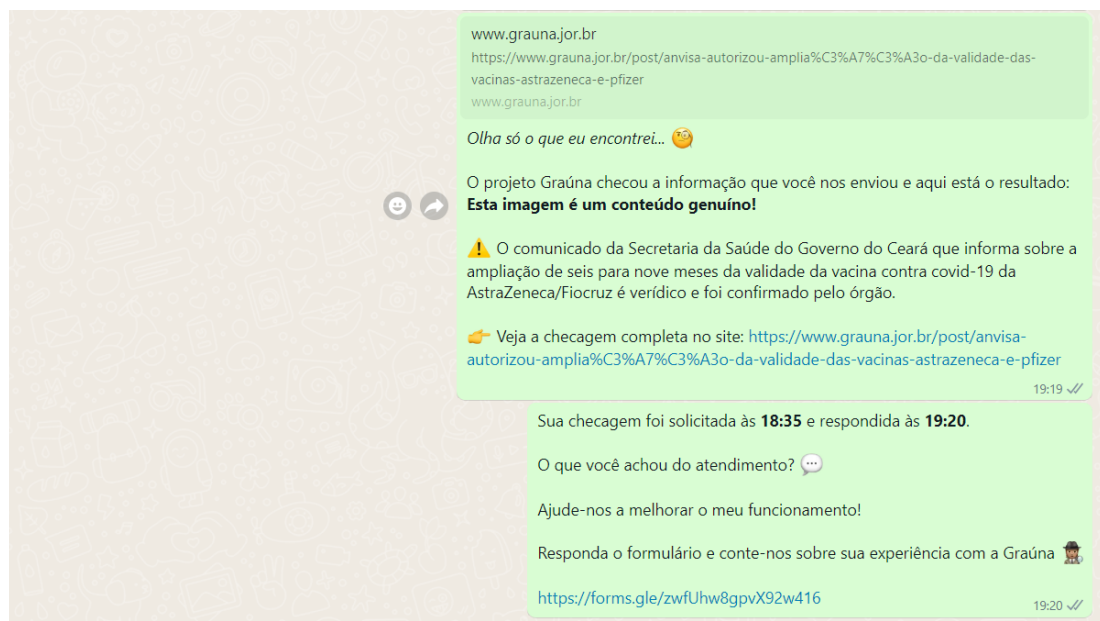 www.grauna.jor.br
https://www.grauna.jor.br/post/anvisa-autorizou-amplia%C3%A7%C3%A3o-da-validade-das-
vacinas-astrazeneca-e-pfizer
www.grauna.jor.br
Olha só o que eu encontrei... 🧐
O projeto Graúna checou a informação que você nos enviou e aqui está o resultado:
Esta imagem é um conteúdo genuíno!
⚠️ O comunicado da Secretaria da Saúde do Governo do Ceará que informa sobre a
ampliação de seis para nove meses da validade da vacina contra covid-19 da
AstraZeneca/Fiocruz é verídico e foi confirmado pelo órgão.
👉 Veja a checagem completa no site: https://www.grauna.jor.br/post/anvisa-
autorizou-amplia%C3%A7%C3%A3o-da-validade-das-vacinas-astrazeneca-e-pfizer
19:19
Sua checagem foi solicitada às 18:35 e respondida às 19:20.
O que você achou do atendimento? 💬
Ajude-nos a melhorar o meu funcionamento!
Responda o formulário e conte-nos sobre sua experiência com a Graúna 🕵🏽
https://forms.gle/zwfUhw8gpvX92w416
19:20